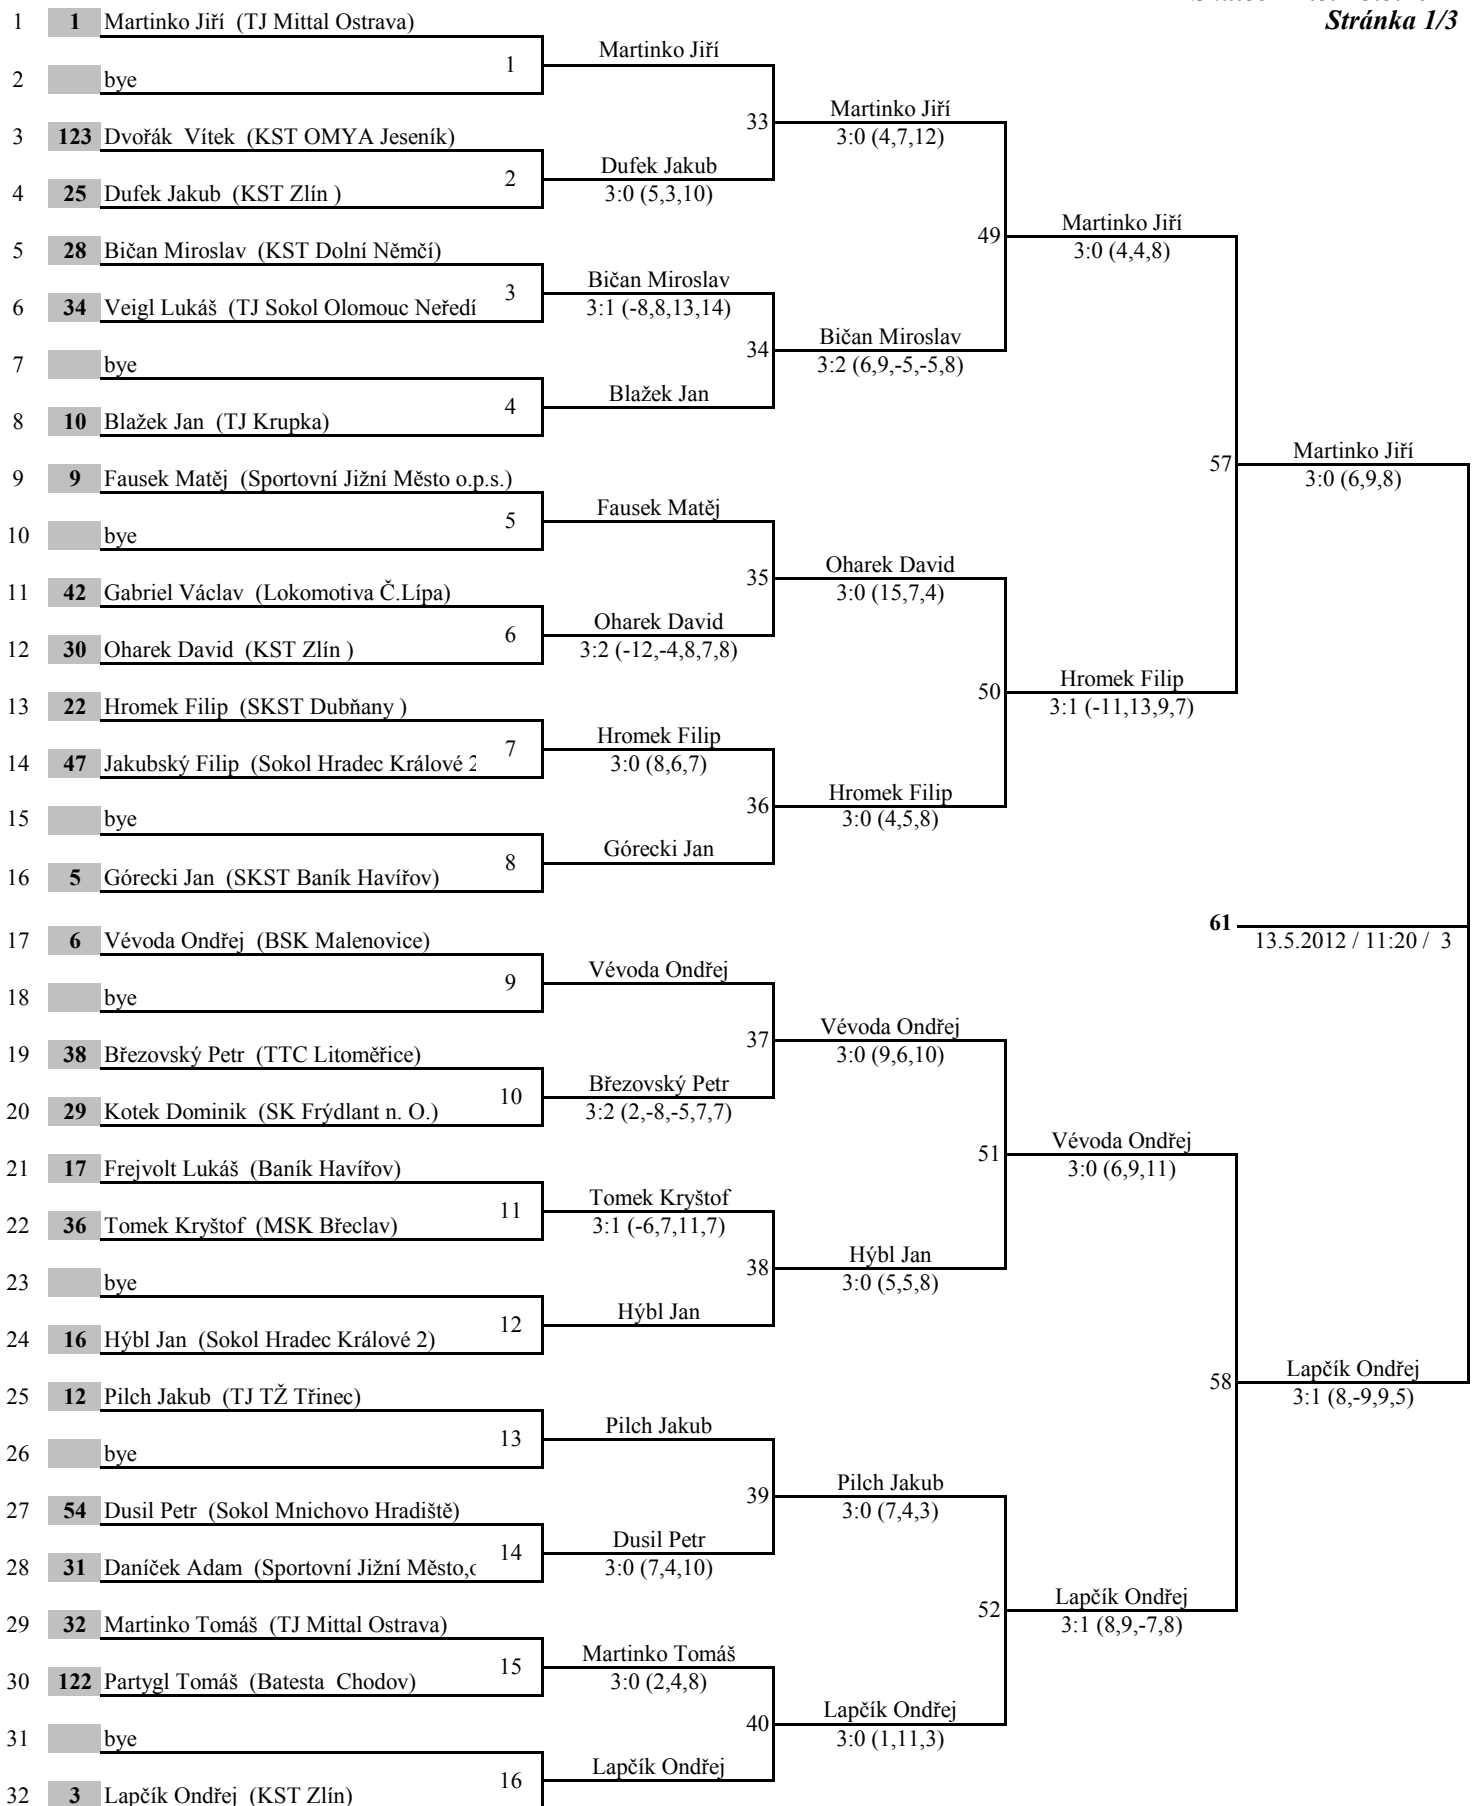 Stránka 1/3
1 1 Martinko Jiří (TJ Mittal Ostrava)
Martinko Jiří
1
2 bye
Martinko Jiří
33
3:0 (4,7,12)
3 123 Dvořák Vítek (KST OMYA Jeseník)
Dufek Jakub
2
3:0 (5,3,10)
4 25 Dufek Jakub (KST Zlín )
Martinko Jiří
49
3:0 (4,4,8)
5 28 Bičan Miroslav (KST Dolní Němčí)
Bičan Miroslav
3
3:1 (-8,8,13,14)
6 34 Veigl Lukáš (TJ Sokol Olomouc Neředí
Bičan Miroslav
34
3:2 (6,9,-5,-5,8)
7 bye
Blažek Jan
4
8 10 Blažek Jan (TJ Krupka)
Martinko Jiří
57
3:0 (6,9,8)
9 9 Fausek Matěj (Sportovní Jižní Město o.p.s.)
Fausek Matěj
5
10 bye
Oharek David
35
3:0 (15,7,4)
11 42 Gabriel Václav (Lokomotiva Č.Lípa)
Oharek David
6
3:2 (-12,-4,8,7,8)
12 30 Oharek David (KST Zlín )
Hromek Filip
50
3:1 (-11,13,9,7)
13 22 Hromek Filip (SKST Dubňany )
Hromek Filip
7
3:0 (8,6,7)
14 47 Jakubský Filip (Sokol Hradec Králové 2
Hromek Filip
36
3:0 (4,5,8)
15 bye
Górecki Jan
8
16 5 Górecki Jan (SKST Baník Havířov)
61
13.5.2012 / 11:20 / 3
17 6 Vévoda Ondřej (BSK Malenovice)
Vévoda Ondřej
9
18 bye
Vévoda Ondřej
37
3:0 (9,6,10)
19 38 Březovský Petr (TTC Litoměřice)
Březovský Petr
10
3:2 (2,-8,-5,7,7)
20 29 Kotek Dominik (SK Frýdlant n. O.)
Vévoda Ondřej
51
3:0 (6,9,11)
21 17 Frejvolt Lukáš (Baník Havířov)
Tomek Kryštof
11
3:1 (-6,7,11,7)
22 36 Tomek Kryštof (MSK Břeclav)
Hýbl Jan
38
3:0 (5,5,8)
23 bye
Hýbl Jan
12
24 16 Hýbl Jan (Sokol Hradec Králové 2)
Lapčík Ondřej
58
3:1 (8,-9,9,5)
25 12 Pilch Jakub (TJ TŽ Třinec)
Pilch Jakub
13
26 bye
Pilch Jakub
39
3:0 (7,4,3)
27 54 Dusil Petr (Sokol Mnichovo Hradiště)
Dusil Petr
14
3:0 (7,4,10)
28 31 Daníček Adam (Sportovní Jižní Město,
Lapčík Ondřej
52
3:1 (8,9,-7,8)
29 32 Martinko Tomáš (TJ Mittal Ostrava)
Martinko Tomáš
15
3:0 (2,4,8)
30 122 Partygl Tomáš (Batesta Chodov)
Lapčík Ondřej
40
3:0 (1,11,3)
31 bye
Lapčík Ondřej
16
32 3 Lapčík Ondřej (KST Zlín)